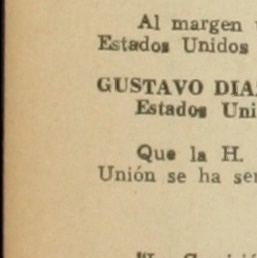 Al margen
Estados Unidos
GUSTAVO DIA
Estados Uni
Que la H.
Unión se ha se